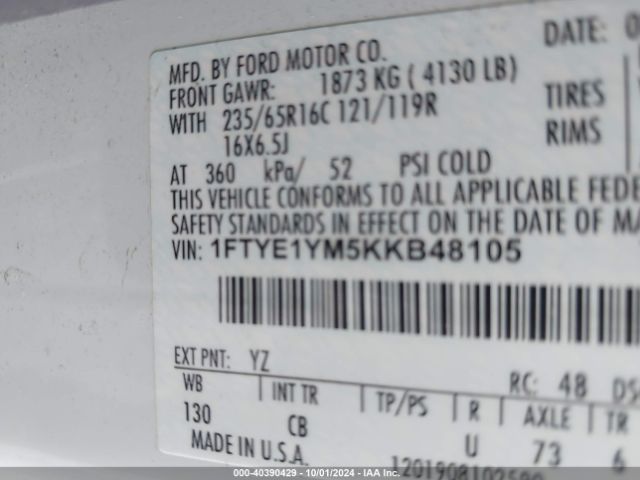 MFD. BY FORD MOTOR CO.
DATE: 0
FRONT GAWR: 1873 KG ( 4130 LB)
WITH 235/65R16C 121/119R TIRES
16X6.5J RIMS
AT 360 kPa/ 52 PSI COLD
THIS VEHICLE CONFORMS TO ALL APPLICABLE FEDE
SAFETY STANDARDS IN EFFECT ON THE DATE OF MA
VIN: 1FTYE1YM5KKB48105
EXT PNT: YZ RC: 48 DS
WB INT TR TP/PS R AXLE TR
130 CB U 73 6
MADE IN U.S.A.
00-40390429 - 10/01/2024 - IAA Inc.